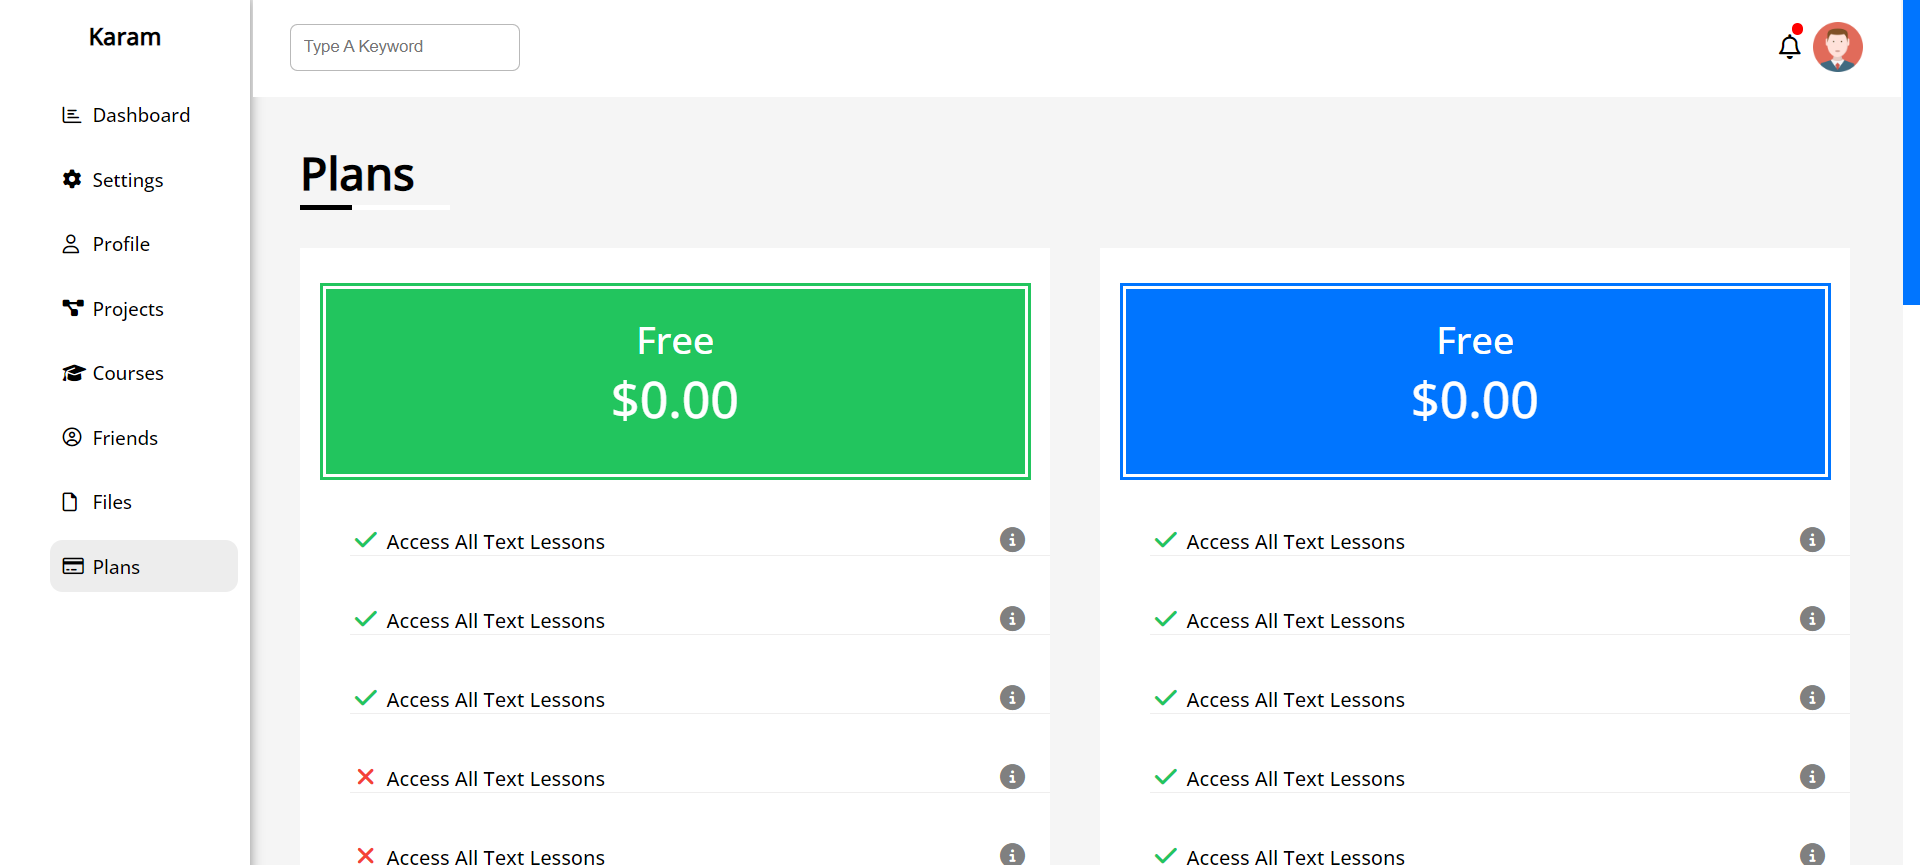 Karam
Dashboard
Settings
Profile
Projects
Courses
Friends
Files
Plans
Type A Keyword
Plans
Free
$0.00
Access All Text Lessons
Access All Text Lessons
Access All Text Lessons
Access All Text Lessons
Access All Text Lessons
Free
$0.00
Access All Text Lessons
Access All Text Lessons
Access All Text Lessons
Access All Text Lessons
Access All Text Lessons